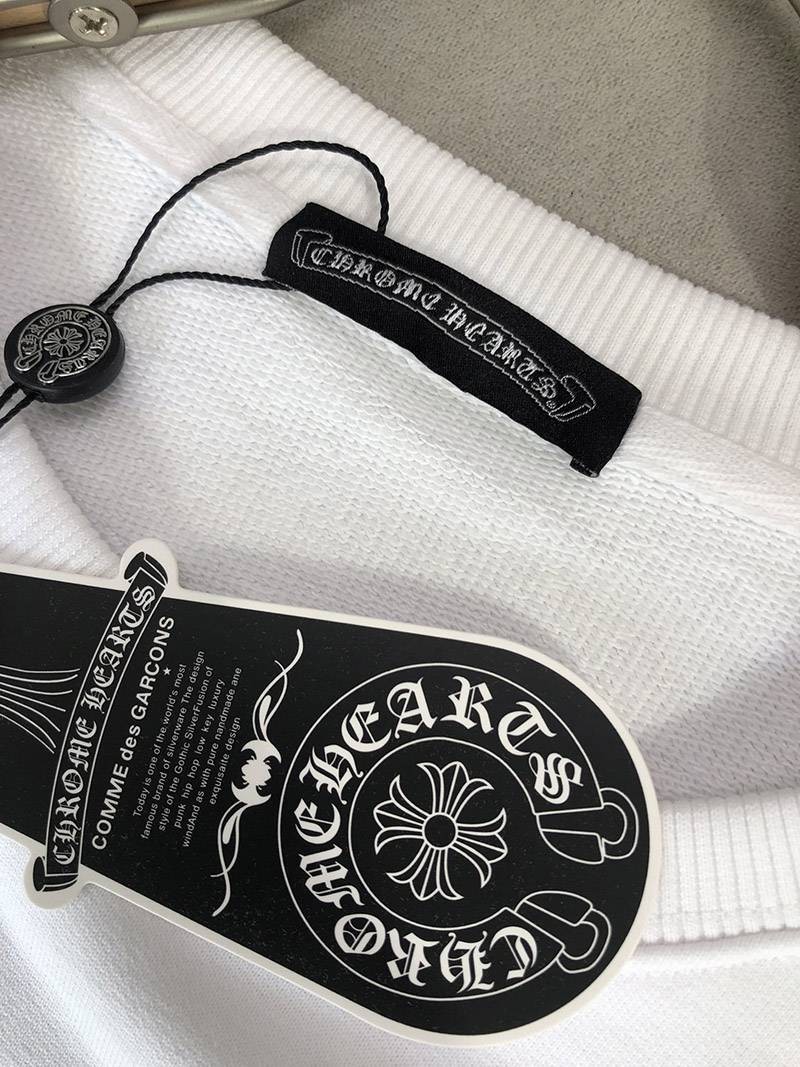 CHROME HEARTS
CHROME HEARTS
CHROME HEARTS
COMME des GARCONS
Today is one of the world's most
famous brand of silverware The design
style of the Gothic SilverFusion of
punk hip hop low key luxury
windAnd as with pure nandmade ane
exquisalte design
CHROME HEARTS